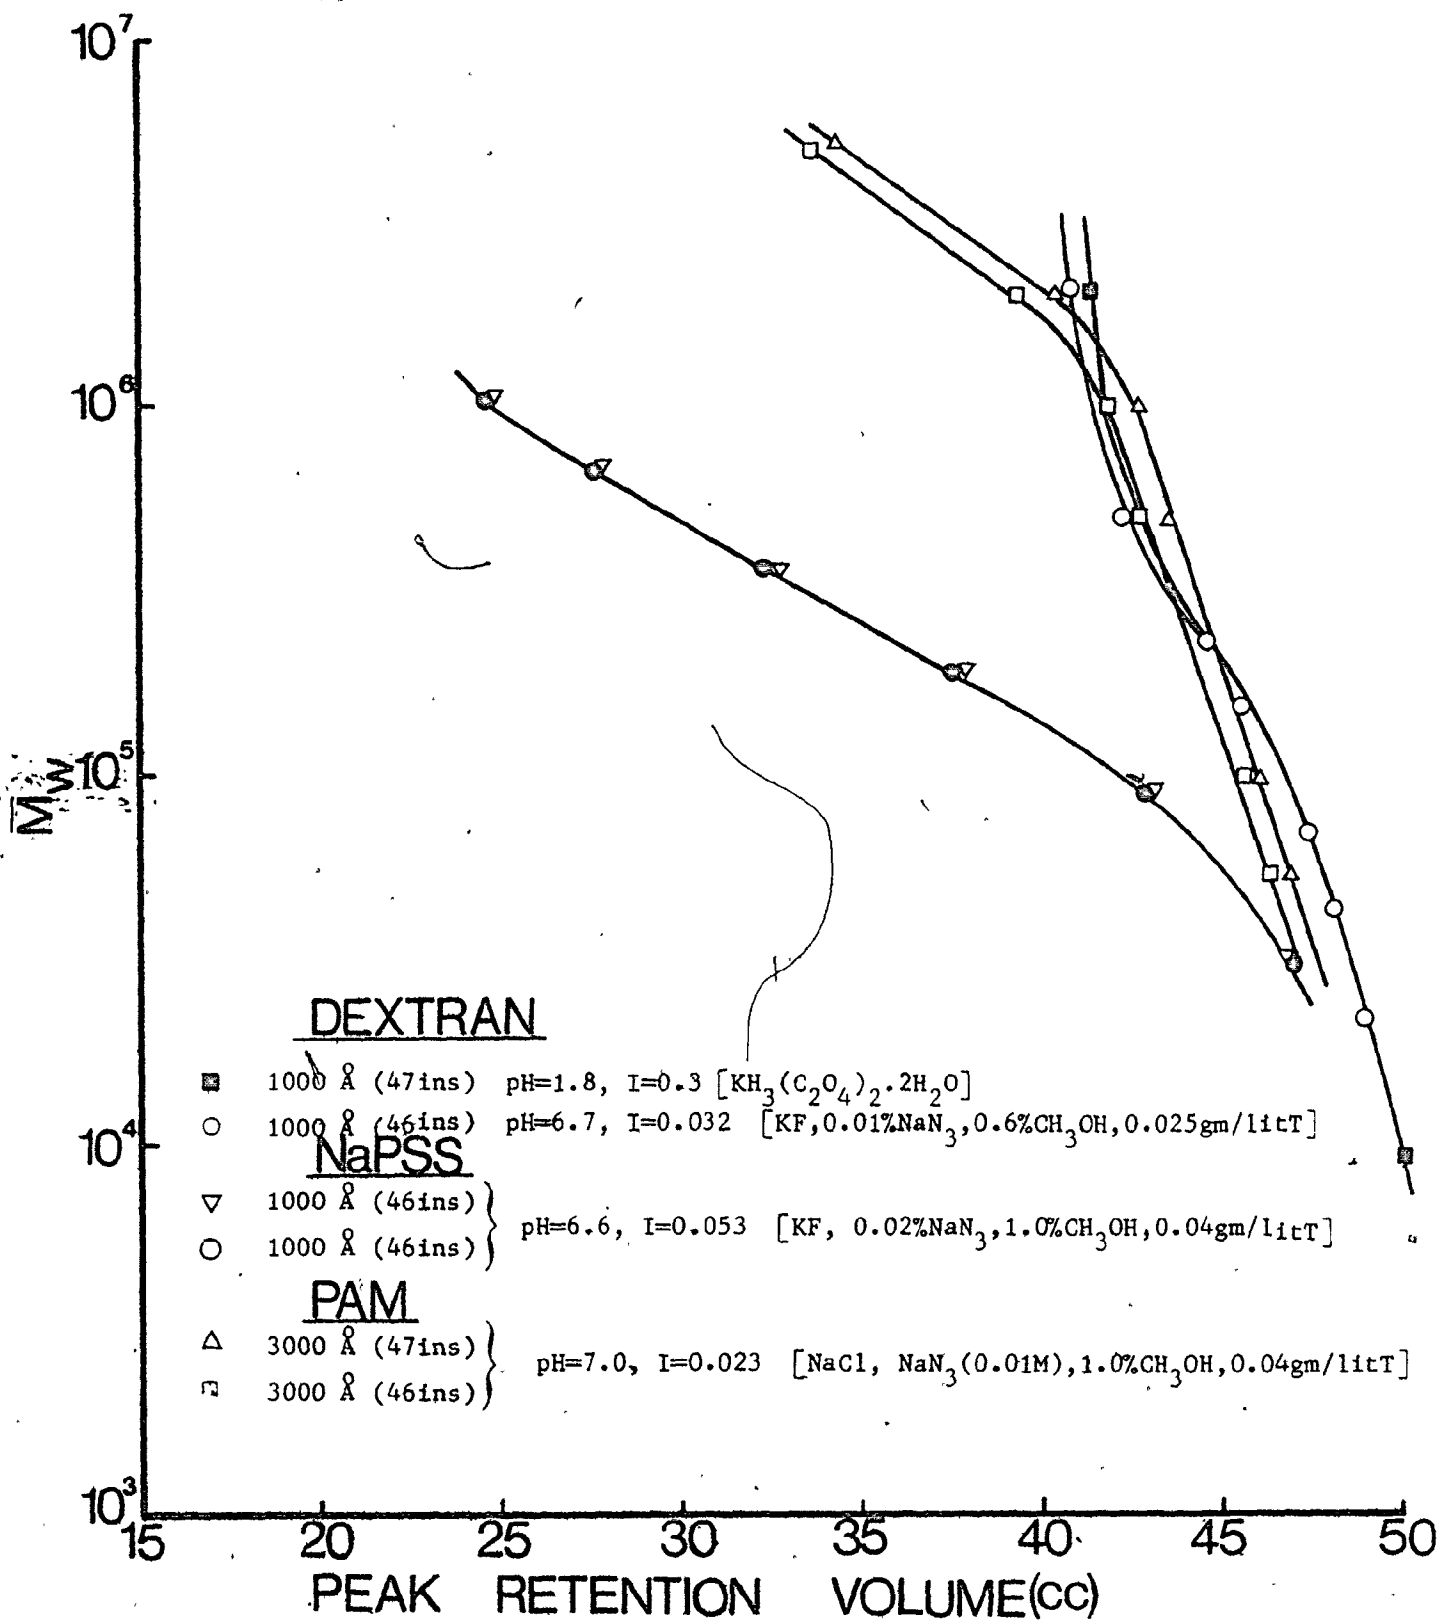 10⁷
10⁶
M̅w 10⁵
DEXTRAN
1000 Å (47ins) pH=1.8, I=0.3 [KH₃(C₂O₄)₂.2H₂O]
1000 Å (46ins) pH=6.7, I=0.032 [KF,0.01%NaN₃,0.6%CH₃OH,0.025gm/litT]
10⁴
NaPSS
1000 Å (46ins)
pH=6.6, I=0.053 [KF, 0.02%NaN₃,1.0%CH₃OH,0.04gm/litT]
1000 Å (46ins)
PAM
3000 Å (47ins)
pH=7.0, I=0.023 [NaCl, NaN₃(0.01M),1.0%CH₃OH,0.04gm/litT]
3000 Å (46ins)
10³
15 20 25 30 35 40 45 50
PEAK RETENTION VOLUME(cc)